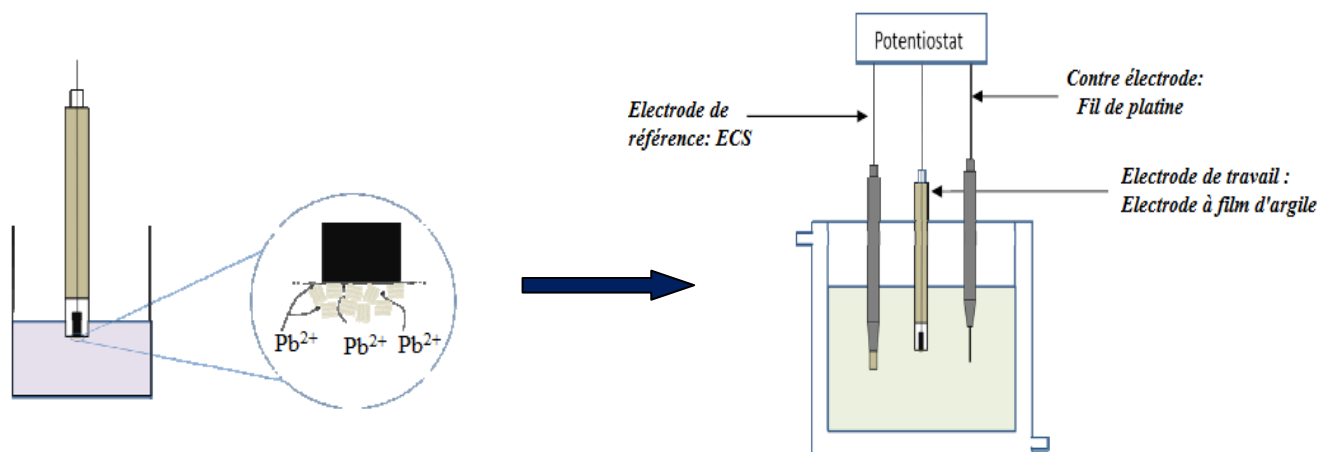 Potentiostat
Contre électrode:
Fil de platine
Electrode de
référence: ECS
Electrode de travail :
Electrode à film d'argile
Pb2+ Pb2+ Pb2+